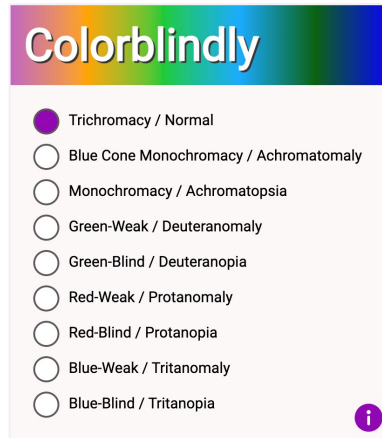 Colorblindly
Trichromacy / Normal
Blue Cone Monochromacy / Achromatomaly
Monochromacy / Achromatopsia
Green-Weak / Deuteranomaly
Green-Blind / Deuteranopia
Red-Weak / Protanomaly
Red-Blind / Protanopia
Blue-Weak / Tritanomaly
Blue-Blind / Tritanopia
i